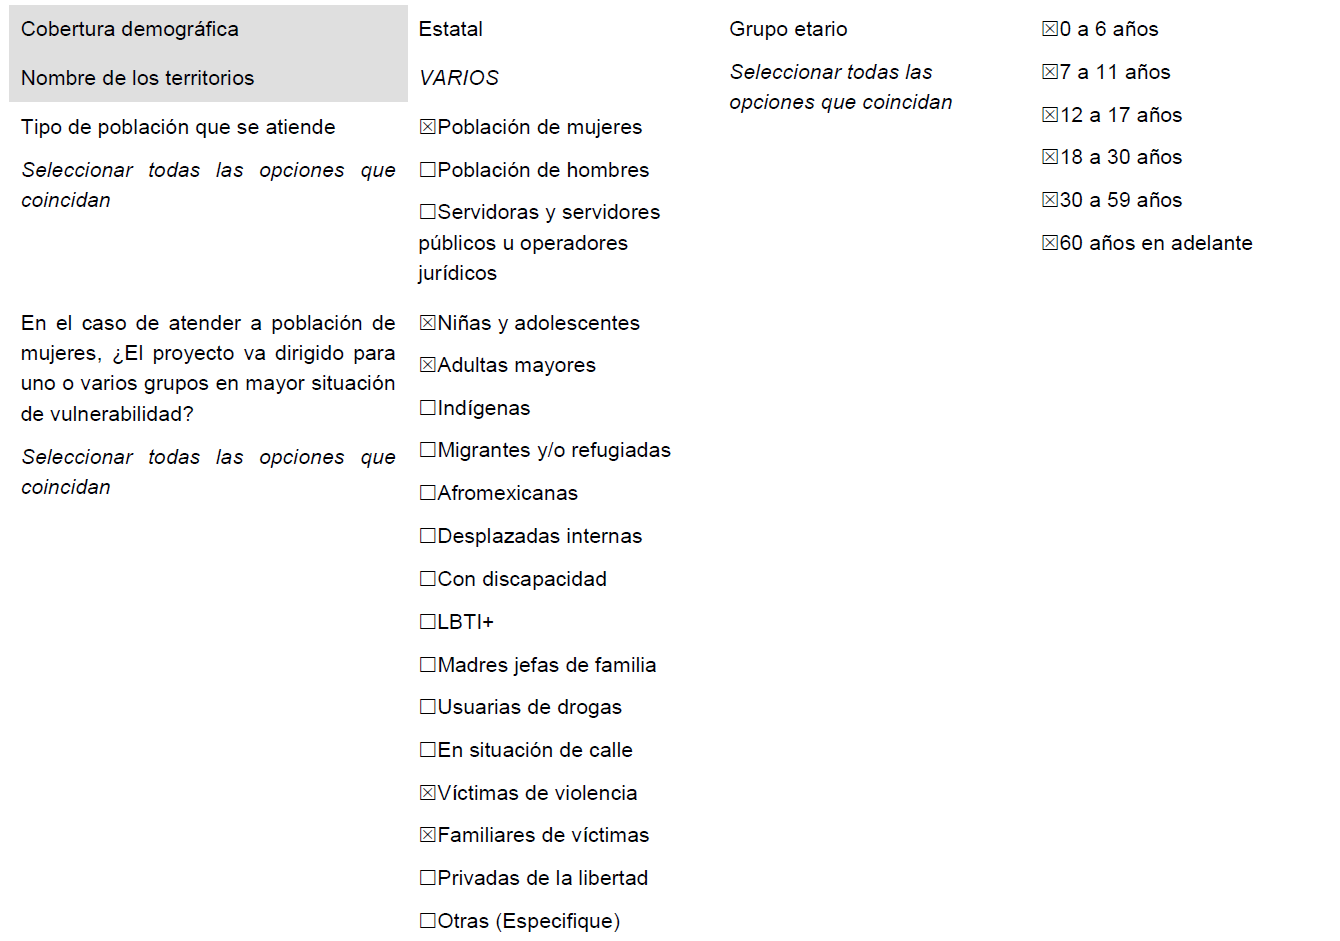 Cobertura demográfica
Estatal
Nombre de los territorios
VARIOS
Grupo etario
Seleccionar todas las
opciones que coincidan
☒0 a 6 años
☒7 a 11 años
☒12 a 17 años
☒18 a 30 años
☒30 a 59 años
☒60 años en adelante
Tipo de población que se atiende
Seleccionar todas las opciones que
coincidan
☒Población de mujeres
☐Población de hombres
☐Servidoras y servidores
públicos u operadores
jurídicos
En el caso de atender a población de
mujeres, ¿El proyecto va dirigido para
uno o varios grupos en mayor situación
de vulnerabilidad?
Seleccionar todas las opciones que
coincidan
☒Niñas y adolescentes
☒Adultas mayores
☐Indígenas
☐Migrantes y/o refugiadas
☐Afromexicanas
☐Desplazadas internas
☐Con discapacidad
☐LBTI+
☐Madres jefas de familia
☐Usuarias de drogas
☐En situación de calle
☒Víctimas de violencia
☒Familiares de víctimas
☐Privadas de la libertad
☐Otras (Especifique)